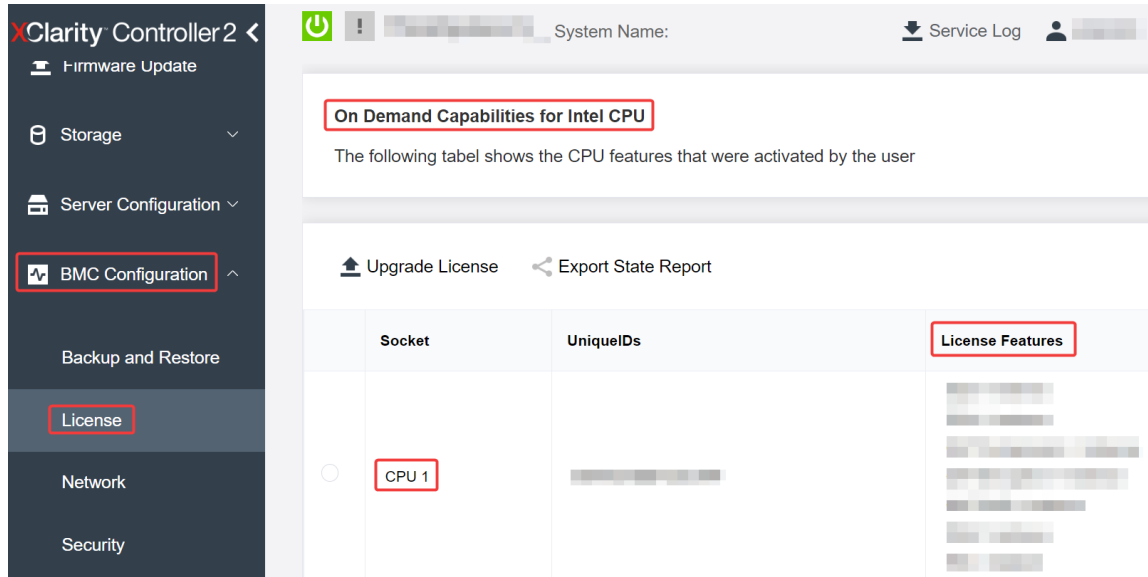 XClarity Controller 2
Firmware Update
Storage
Server Configuration
BMC Configuration
Backup and Restore
License
Network
Security
System Name:
Service Log
On Demand Capabilities for Intel CPU
The following tabel shows the CPU features that were activated by the user
Upgrade License
Export State Report
Socket
UniqueIDs
License Features
CPU 1